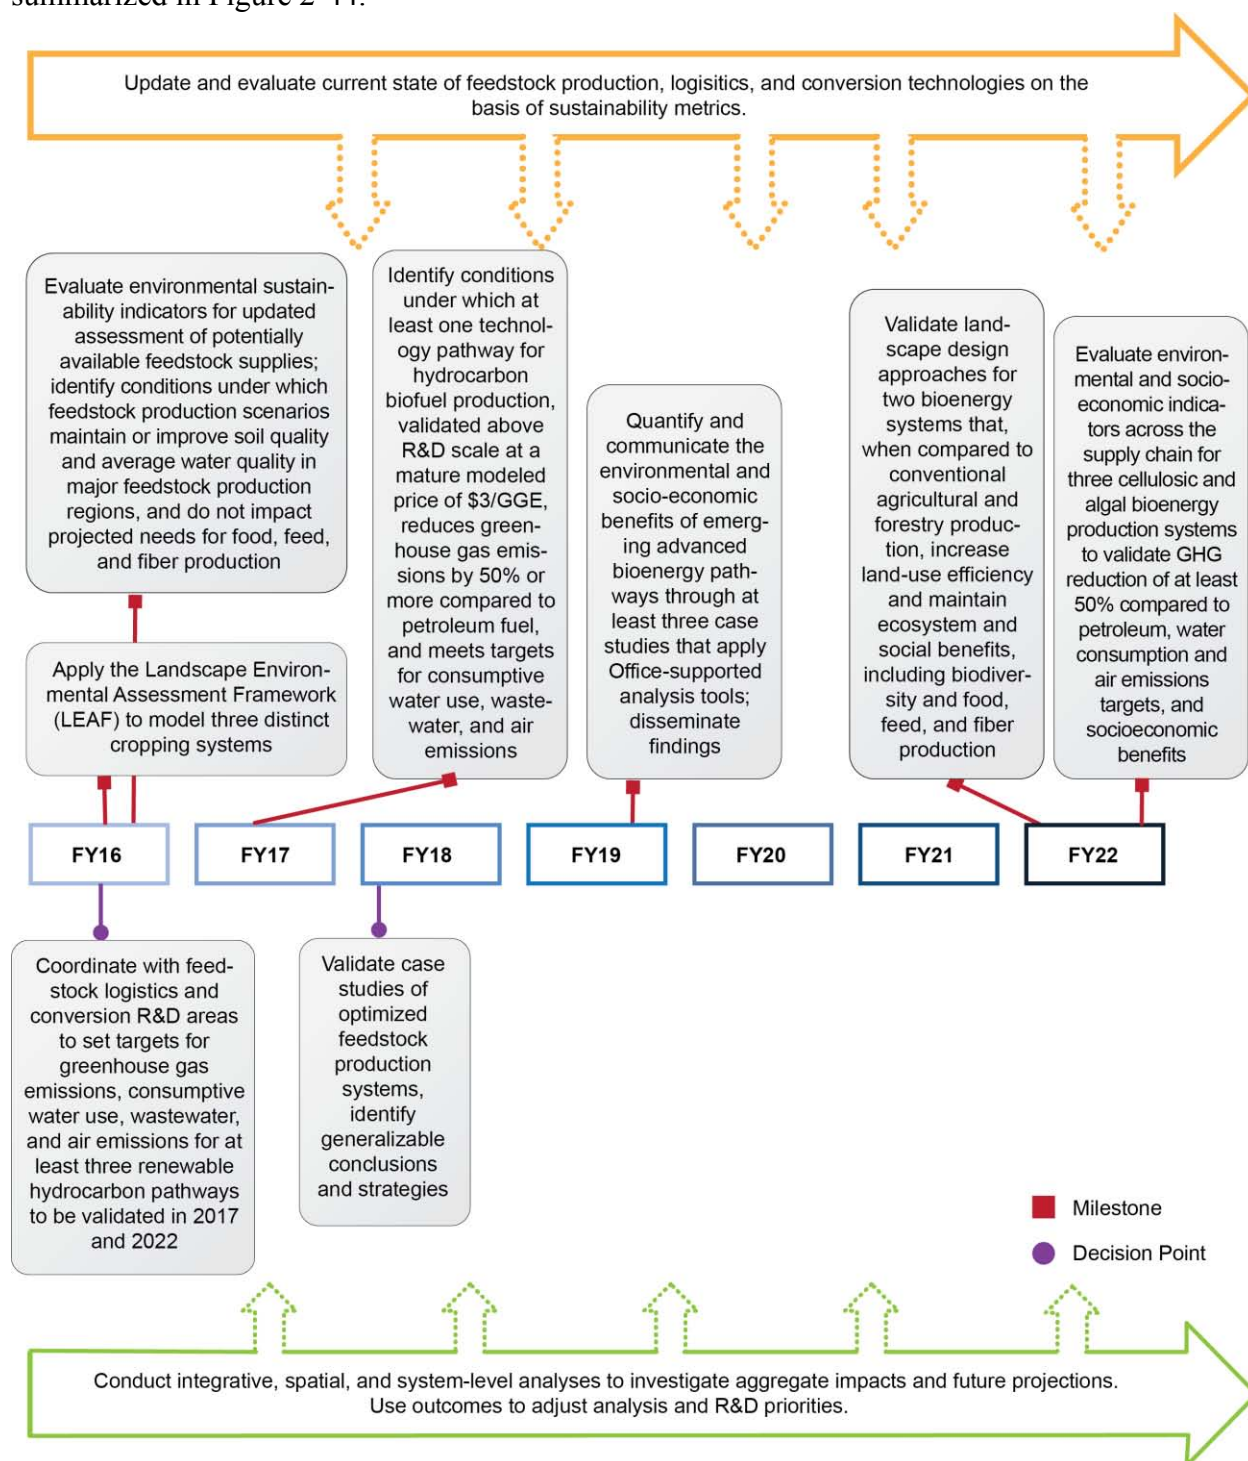 summarized in Figure 2-44.
Update and evaluate current state of feedstock production, logisitics, and conversion technologies on the
basis of sustainability metrics.
Evaluate environmental sustain-
ability indicators for updated
assessment of potentially
available feedstock supplies;
identify conditions under which
feedstock production scenarios
maintain or improve soil quality
and average water quality in
major feedstock production
regions, and do not impact
projected needs for food, feed,
and fiber production
Apply the Landscape Environ-
mental Assessment Framework
(LEAF) to model three distinct
cropping systems
Identify conditions
under which at
least one technol-
ogy pathway for
hydrocarbon
biofuel production,
validated above
R&D scale at a
mature modeled
price of $3/GGE,
reduces green-
house gas emis-
sions by 50% or
more compared to
petroleum fuel,
and meets targets
for consumptive
water use, waste-
water, and air
emissions
Quantify and
communicate the
environmental and
socio-economic
benefits of emerg-
ing advanced
bioenergy path-
ways through at
least three case
studies that apply
Office-supported
analysis tools;
disseminate
findings
Validate land-
scape design
approaches for
two bioenergy
systems that,
when compared to
conventional
agricultural and
forestry produc-
tion, increase
land-use efficiency
and maintain
ecosystem and
social benefits,
including biodiver-
sity and food,
feed, and fiber
production
Evaluate environ-
mental and socio-
economic indica-
tors across the
supply chain for
three cellulosic and
algal bioenergy
production systems
to validate GHG
reduction of at least
50% compared to
petroleum, water
consumption and
air emissions
targets, and
socioeconomic
benefits
FY16
FY17
FY18
FY19
FY20
FY21
FY22
Coordinate with feed-
stock logistics and
conversion R&D areas
to set targets for
greenhouse gas
emissions, consumptive
water use, wastewater,
and air emissions for at
least three renewable
hydrocarbon pathways
to be validated in 2017
and 2022
Validate case
studies of
optimized
feedstock
production
systems,
identify
generalizable
conclusions
and strategies
Milestone
Decision Point
Conduct integrative, spatial, and system-level analyses to investigate aggregate impacts and future projections.
Use outcomes to adjust analysis and R&D priorities.